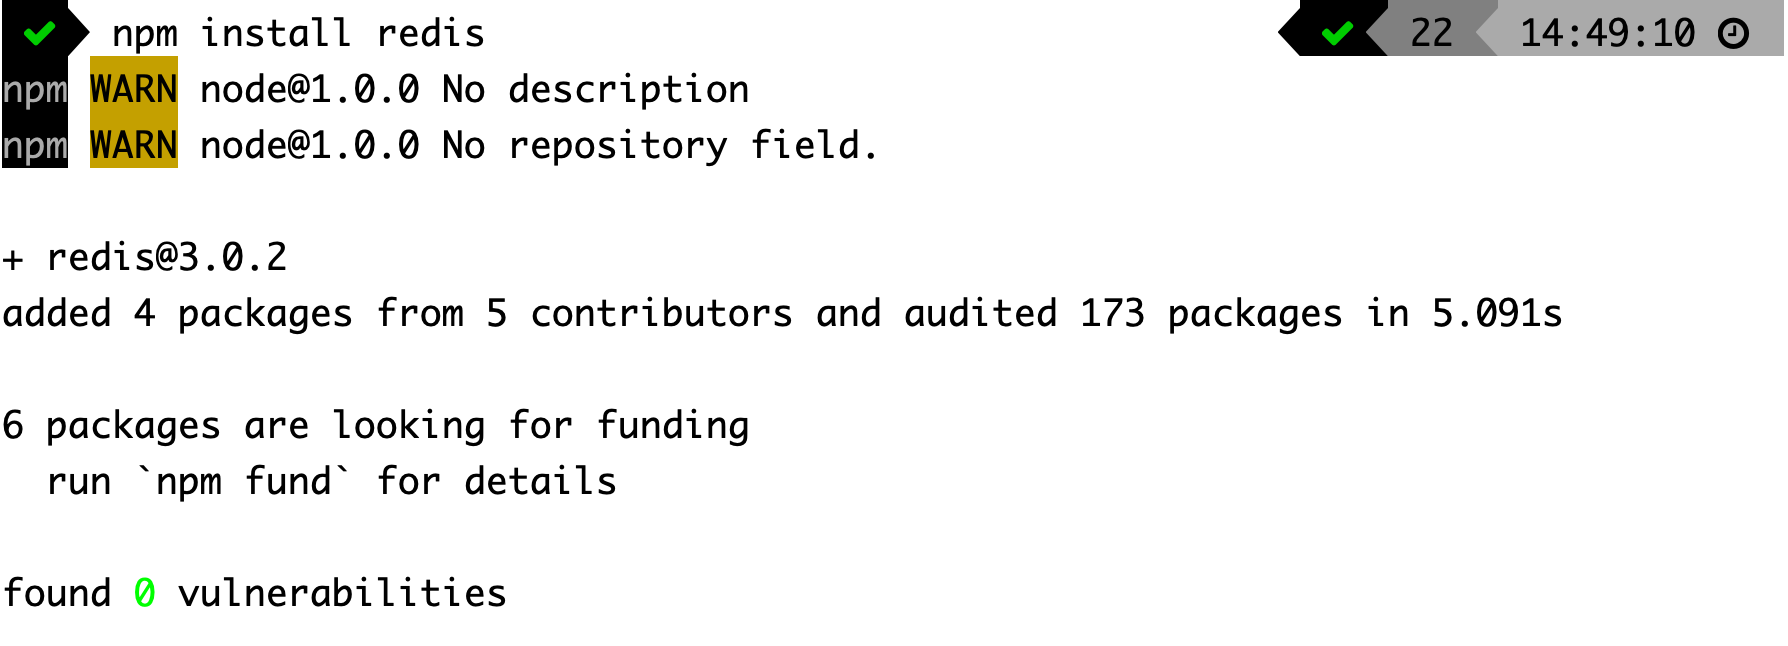 ✔ npm install redis ✔ 22 14:49:10
npm WARN node@1.0.0 No description
npm WARN node@1.0.0 No repository field.
+ redis@3.0.2
added 4 packages from 5 contributors and audited 173 packages in 5.091s
6 packages are looking for funding
run `npm fund` for details
found 0 vulnerabilities